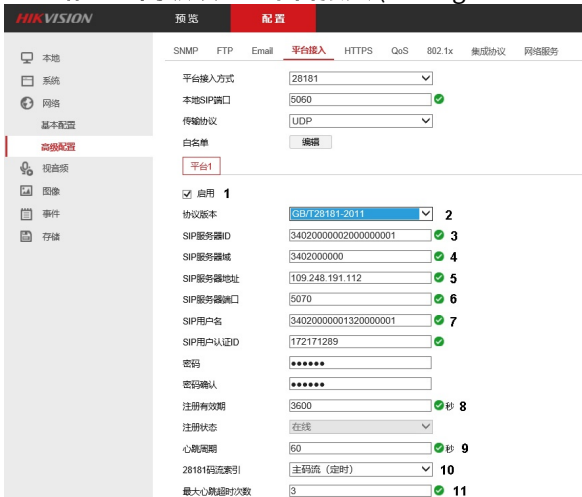 HIKVISION 预览 配置
SNMP FTP Email 平台接入 HTTPS QoS 802.1x 集成协议 网络服务
本地
系统
网络
基本配置
高级配置
视音频
图像
事件
存储
平台接入方式 28181
本地SIP端口 5060
传输协议 UDP
白名单 编辑
平台1
启用 1
协议版本 GB/T28181-2011 2
SIP服务器ID 34020000002000000001 3
SIP服务器域 3402000000 4
SIP服务器地址 109.248.191.112 5
SIP服务器端口 5070 6
SIP用户名 34020000001320000001 7
SIP用户认证ID 172171289
密码 ●●●●●●
密码确认 ●●●●●●
注册有效期 3600 秒 8
注册状态 在线
心跳周期 60 秒 9
28181码流索引 主码流（定时） 10
最大心跳超时次数 3 11